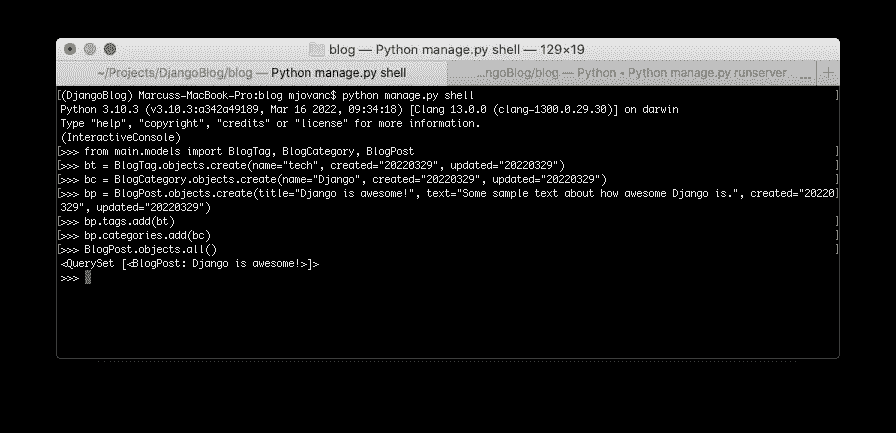 blog — Python manage.py shell — 129×19
~/Projects/DjangoBlog/blog — Python manage.py shell
...ngoBlog/blog — Python • Python manage.py runserver ... +
[(DjangoBlog) Marcuss-MacBook-Pro:blog mjovanc$ python manage.py shell ]
Python 3.10.3 (v3.10.3:a342a49189, Mar 16 2022, 09:34:18) [Clang 13.0.0 (clang-1300.0.29.30)] on darwin
Type "help", "copyright", "credits" or "license" for more information.
(InteractiveConsole)
[>>> from main.models import BlogTag, BlogCategory, BlogPost ]
[>>> bt = BlogTag.objects.create(name="tech", created="20220329", updated="20220329") ]
[>>> bc = BlogCategory.objects.create(name="Django", created="20220329", updated="20220329") ]
[>>> bp = BlogPost.objects.create(title="Django is awesome!", text="Some sample text about how awesome Django is.", created="20220]
329", updated="20220329")
[>>> bp.tags.add(bt) ]
[>>> bp.categories.add(bc) ]
[>>> BlogPost.objects.all() ]
<QuerySet [<BlogPost: Django is awesome!>]>
>>>